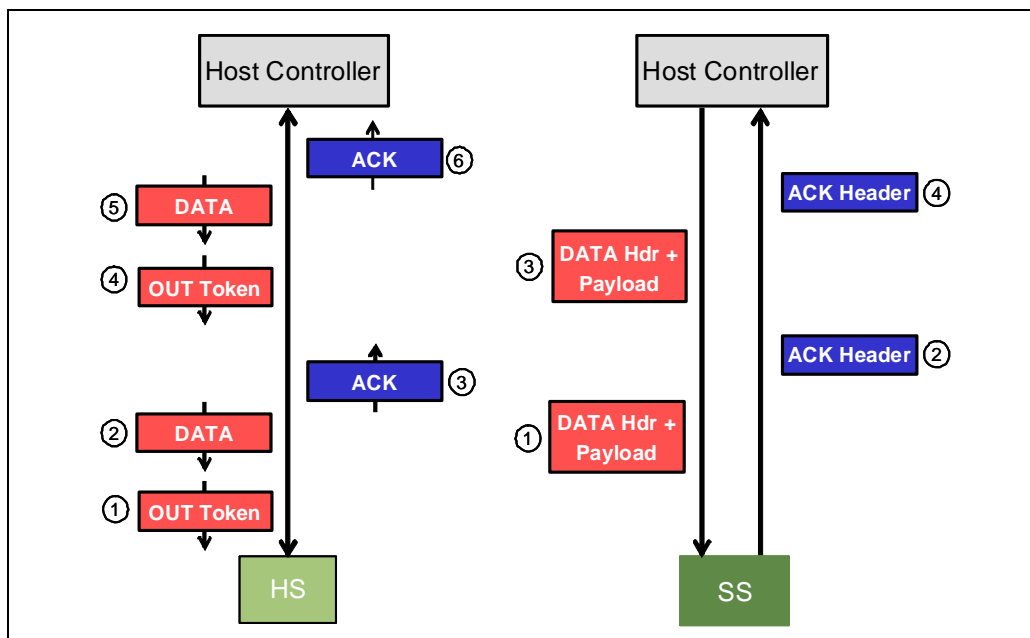 Host Controller
ACK
6
5
DATA
4
OUT Token
ACK
3
2
DATA
1
OUT Token
HS
Host Controller
ACK Header
4
3
DATA Hdr +
Payload
ACK Header
2
1
DATA Hdr +
Payload
SS